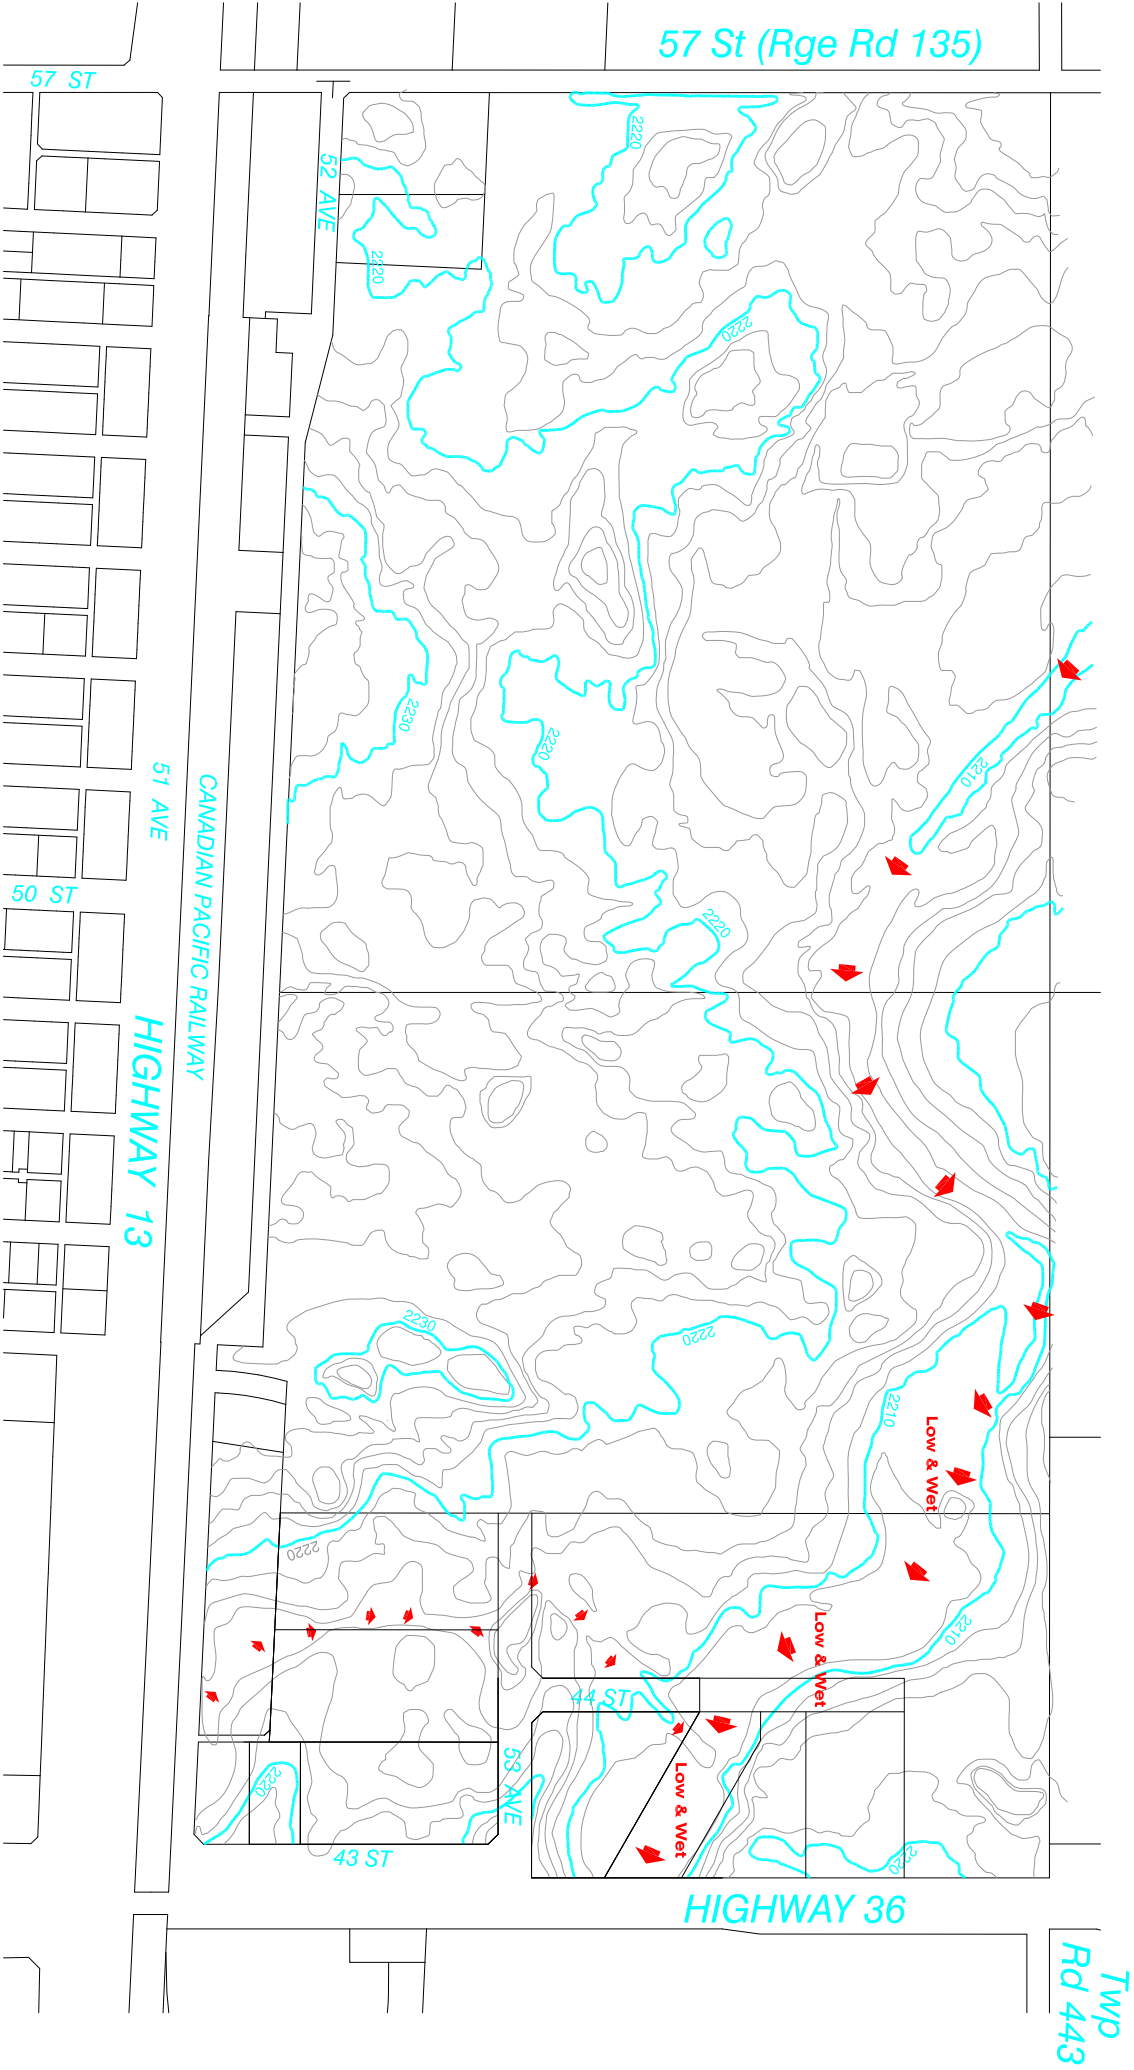 57 St (Rge Rd 135)
57 ST
2220
52 AVE
2220
2220
2230
2220
2210
51 AVE
CANADIAN PACIFIC RAILWAY
50 ST
2220
HIGHWAY 13
2230
2220
2210
Low & Wet
2220
2210
Low & Wet
44 ST
53 AVE
2220
Low & Wet
43 ST
2220
HIGHWAY 36
Twp
Rd 443